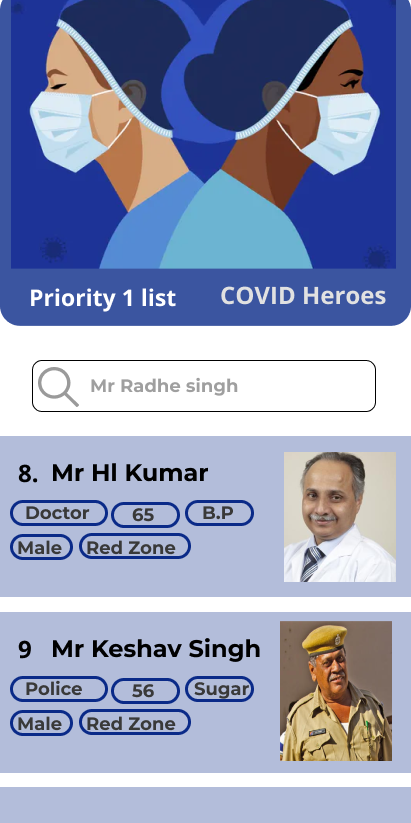 Priority 1 list COVID Heroes
Mr Radhe singh
8. Mr Hl Kumar
Doctor 65 B.P
Male Red Zone
9 Mr Keshav Singh
Police 56 Sugar
Male Red Zone